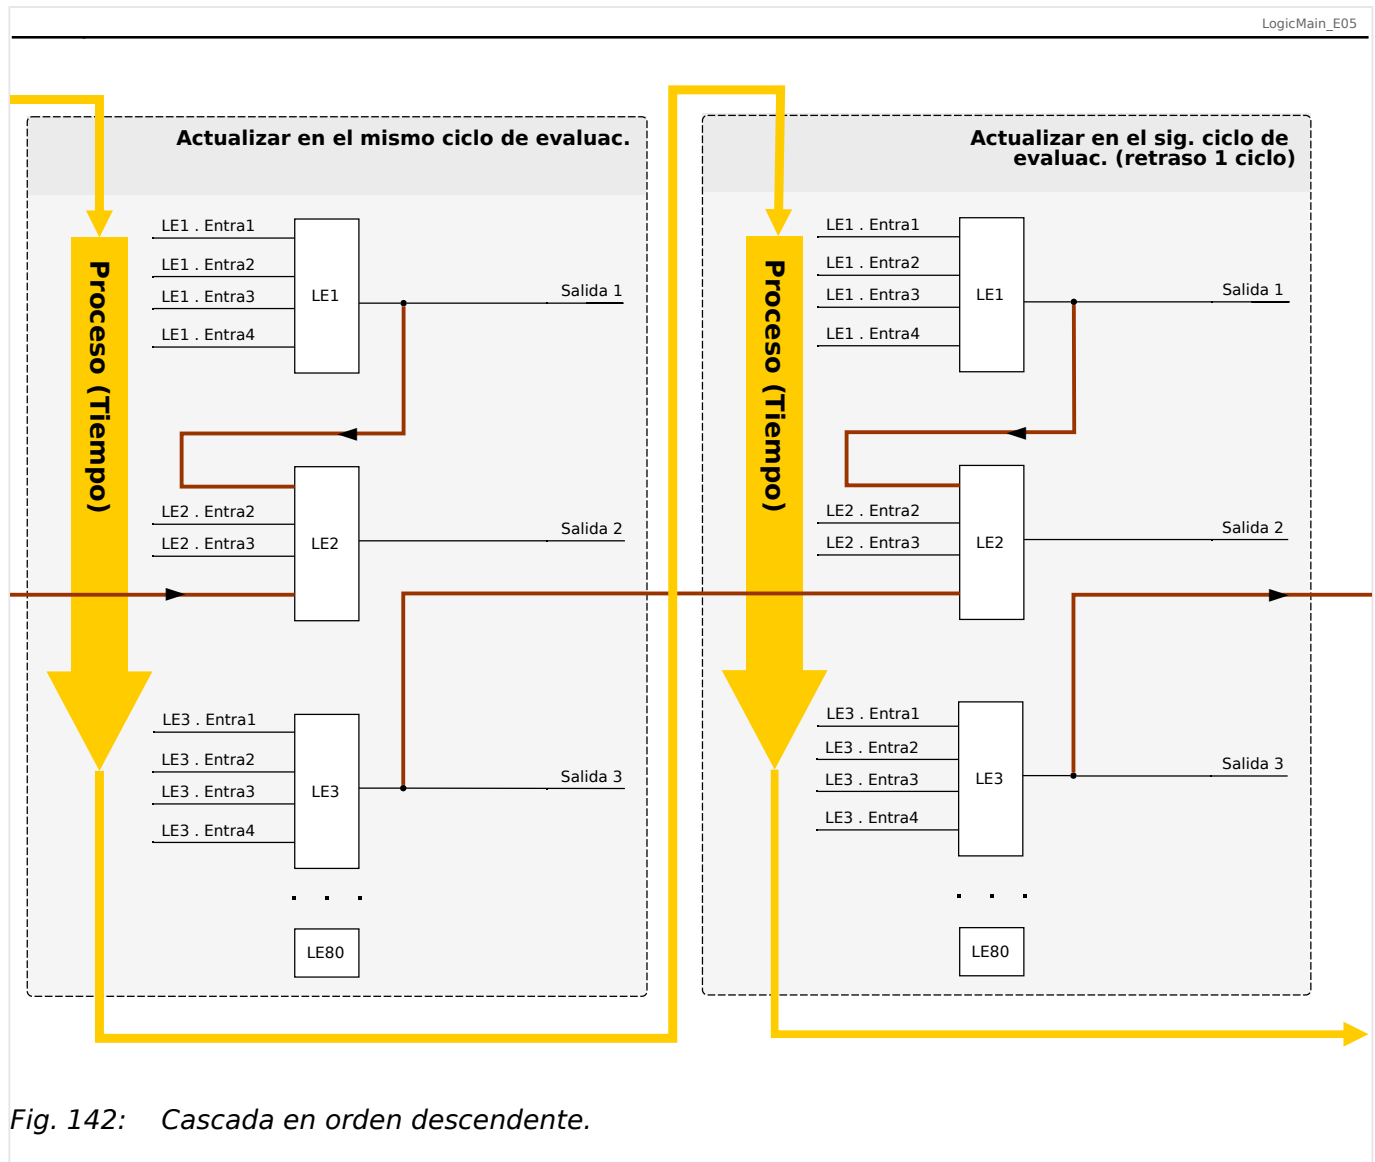 LogicMain_E05
Actualizar en el mismo ciclo de evaluac.
Proceso (Tiempo)
LE1 . Entra1
LE1 . Entra2
LE1 . Entra3
LE1 . Entra4
LE1
Salida 1
LE2 . Entra2
LE2 . Entra3
LE2
Salida 2
LE3 . Entra1
LE3 . Entra2
LE3 . Entra3
LE3 . Entra4
LE3
Salida 3
. . .
LE80
Actualizar en el sig. ciclo de
evaluac. (retraso 1 ciclo)
Proceso (Tiempo)
LE1 . Entra1
LE1 . Entra2
LE1 . Entra3
LE1 . Entra4
LE1
Salida 1
LE2 . Entra2
LE2 . Entra3
LE2
Salida 2
LE3 . Entra1
LE3 . Entra2
LE3 . Entra3
LE3 . Entra4
LE3
Salida 3
. . .
LE80
Fig. 142: Cascada en orden descendente.